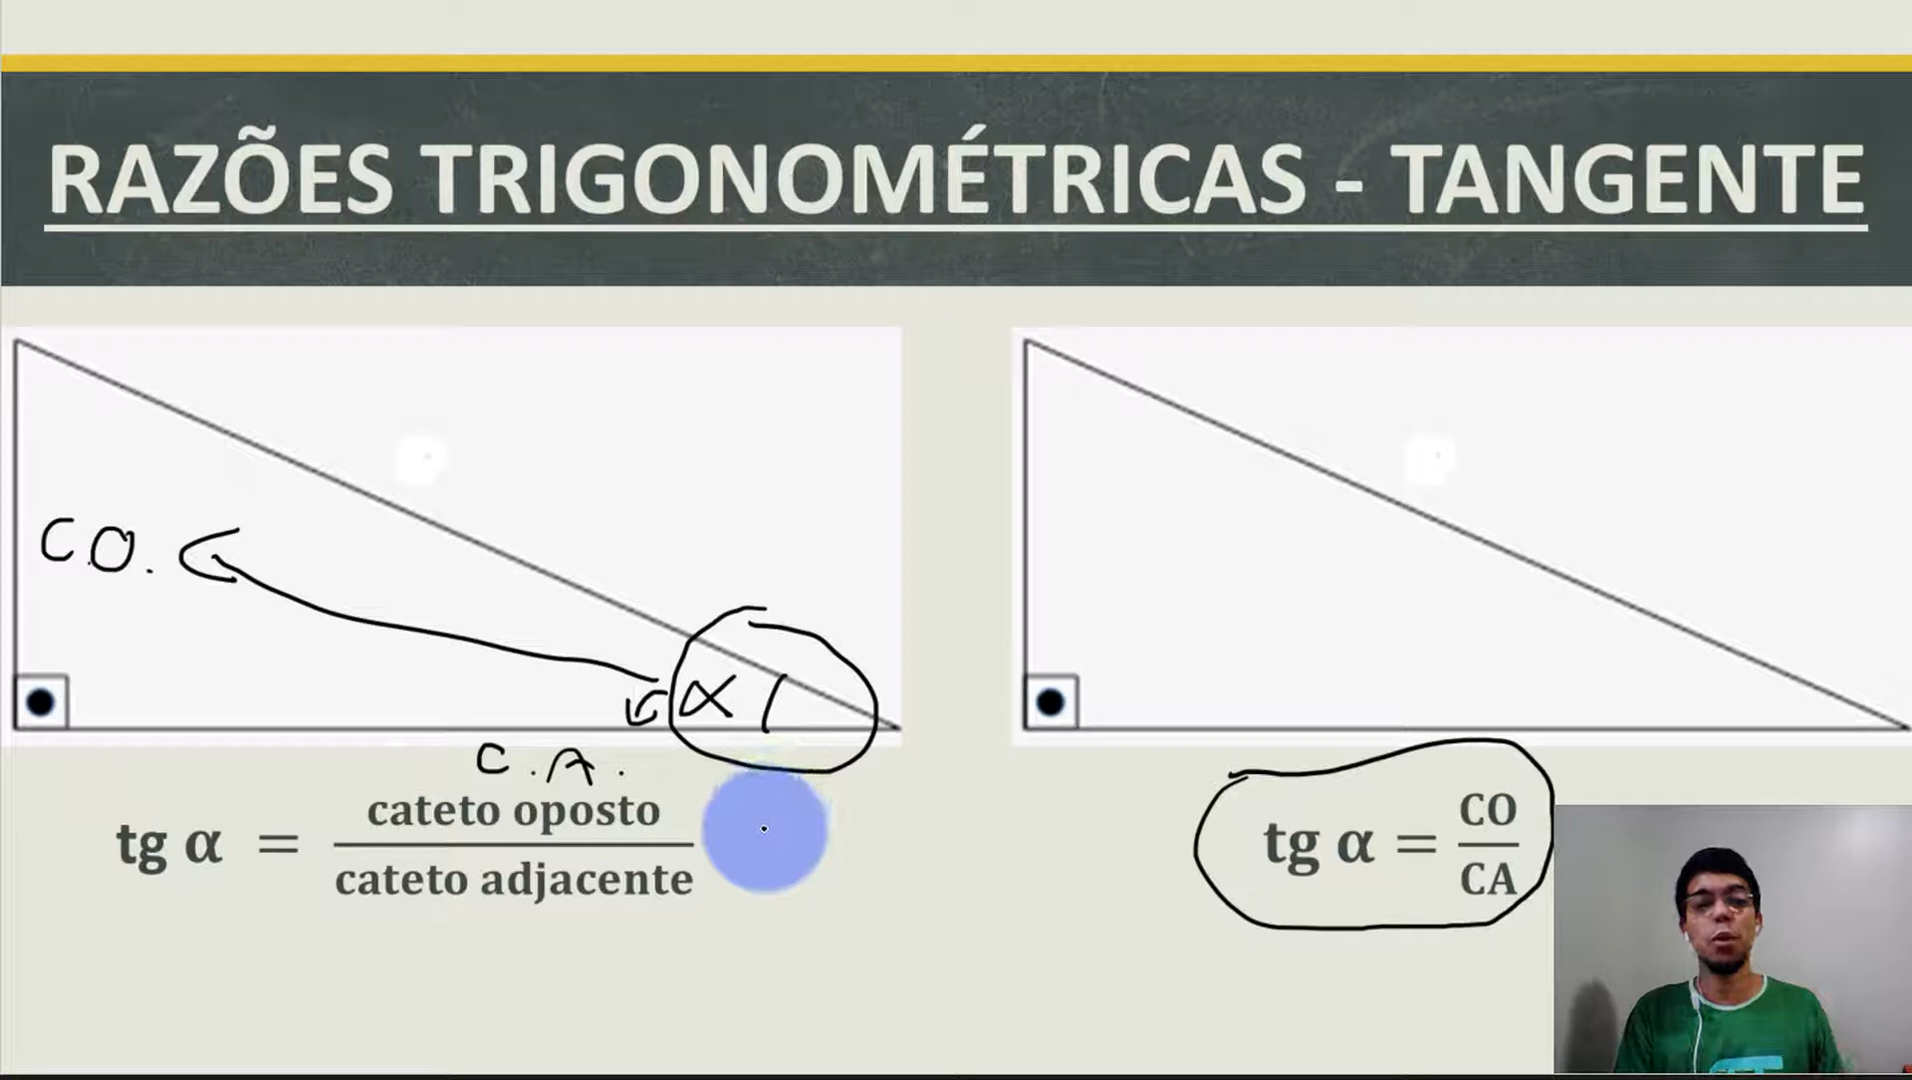 RAZÕES TRIGONOMÉTRICAS - TANGENTE
C.O.
α
C.A.
tg α = cateto oposto / cateto adjacente
tg α = CO / CA